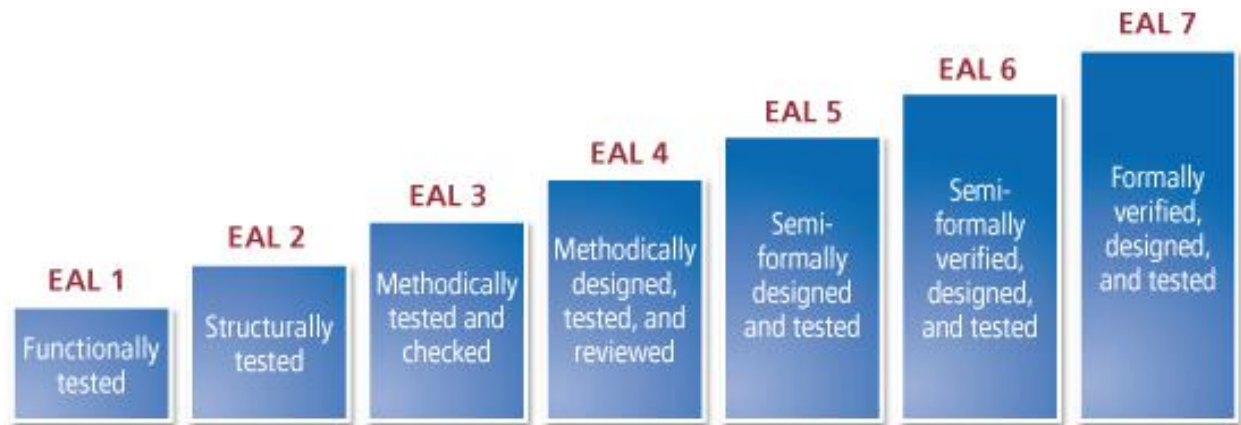 EAL 1
Functionally
tested
EAL 2
Structurally
tested
EAL 3
Methodically
tested and
checked
EAL 4
Methodically
designed,
tested, and
reviewed
EAL 5
Semi-
formally
designed
and tested
EAL 6
Semi-
formally
verified,
designed,
and tested
EAL 7
Formally
verified,
designed,
and tested